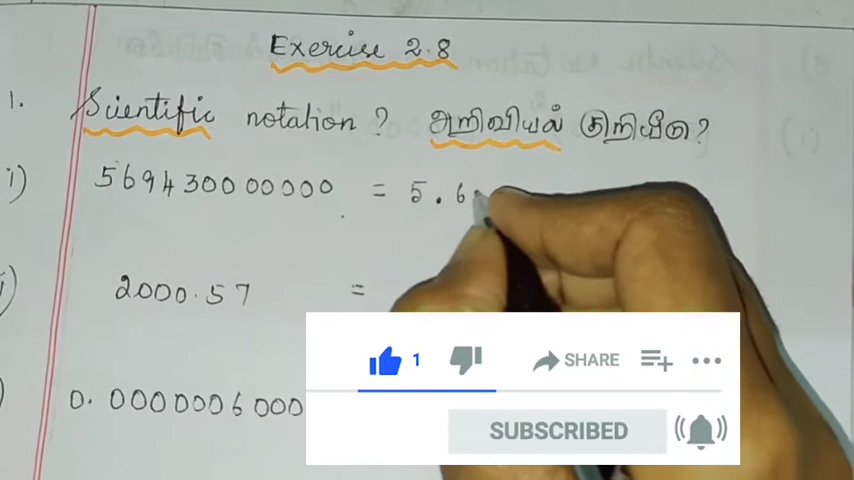 Exercise 2.8
1. Scientific notation ? அறிவியல் குறியீடு?
i) 569430000000 = 5.6
2000.57 =
0.0000006000
1 SHARE
SUBSCRIBED